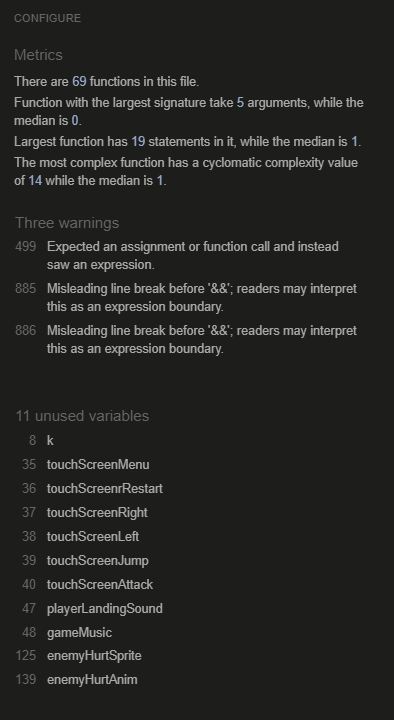 CONFIGURE
Metrics
There are 69 functions in this file.
Function with the largest signature take 5 arguments, while the
median is 0.
Largest function has 19 statements in it, while the median is 1.
The most complex function has a cyclomatic complexity value
of 14 while the median is 1.
Three warnings
499 Expected an assignment or function call and instead
saw an expression.
885 Misleading line break before '&&'; readers may interpret
this as an expression boundary.
886 Misleading line break before '&&'; readers may interpret
this as an expression boundary.
11 unused variables
8 k
35 touchScreenMenu
36 touchScreenrRestart
37 touchScreenRight
38 touchScreenLeft
39 touchScreenJump
40 touchScreenAttack
47 playerLandingSound
48 gameMusic
125 enemyHurtSprite
139 enemyHurtAnim